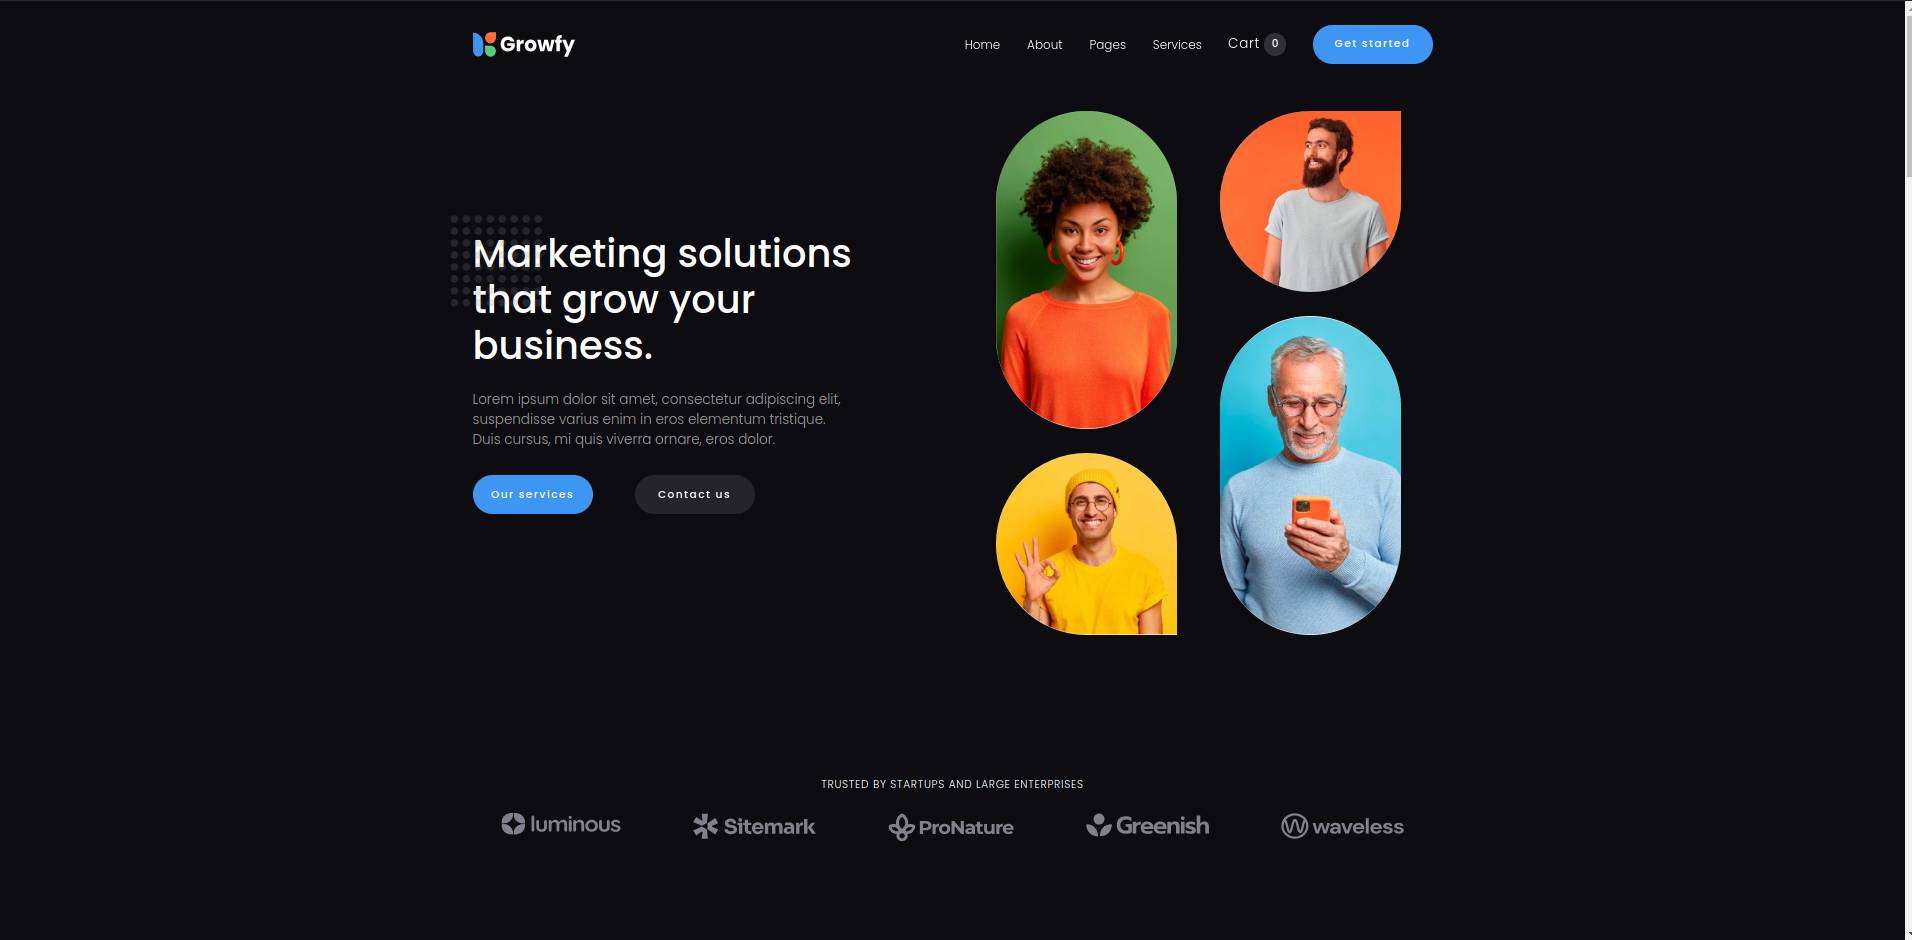 Growfy
Home About Pages Services Cart 0 Get started
Marketing solutions
that grow your
business.
Lorem ipsum dolor sit amet, consectetur adipiscing elit,
suspendisse varius enim in eros elementum tristique.
Duis cursus, mi quis viverra ornare, eros dolor.
Our services Contact us
TRUSTED BY STARTUPS AND LARGE ENTERPRISES
luminous Sitemark ProNature Greenish waveless